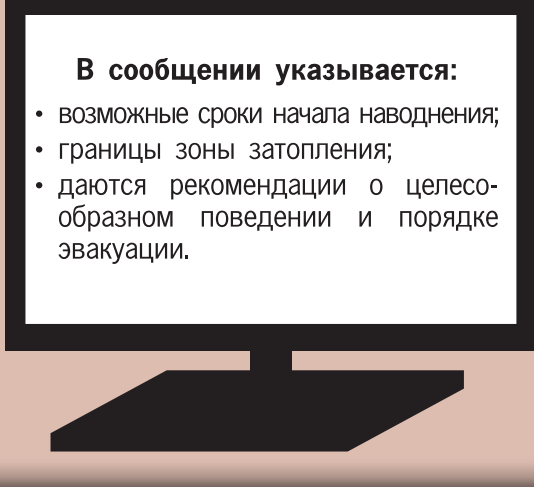 В сообщении указывается:
• возможные сроки начала наводнения;
• границы зоны затопления;
• даются рекомендации о целесо-
образном поведении и порядке
эвакуации.